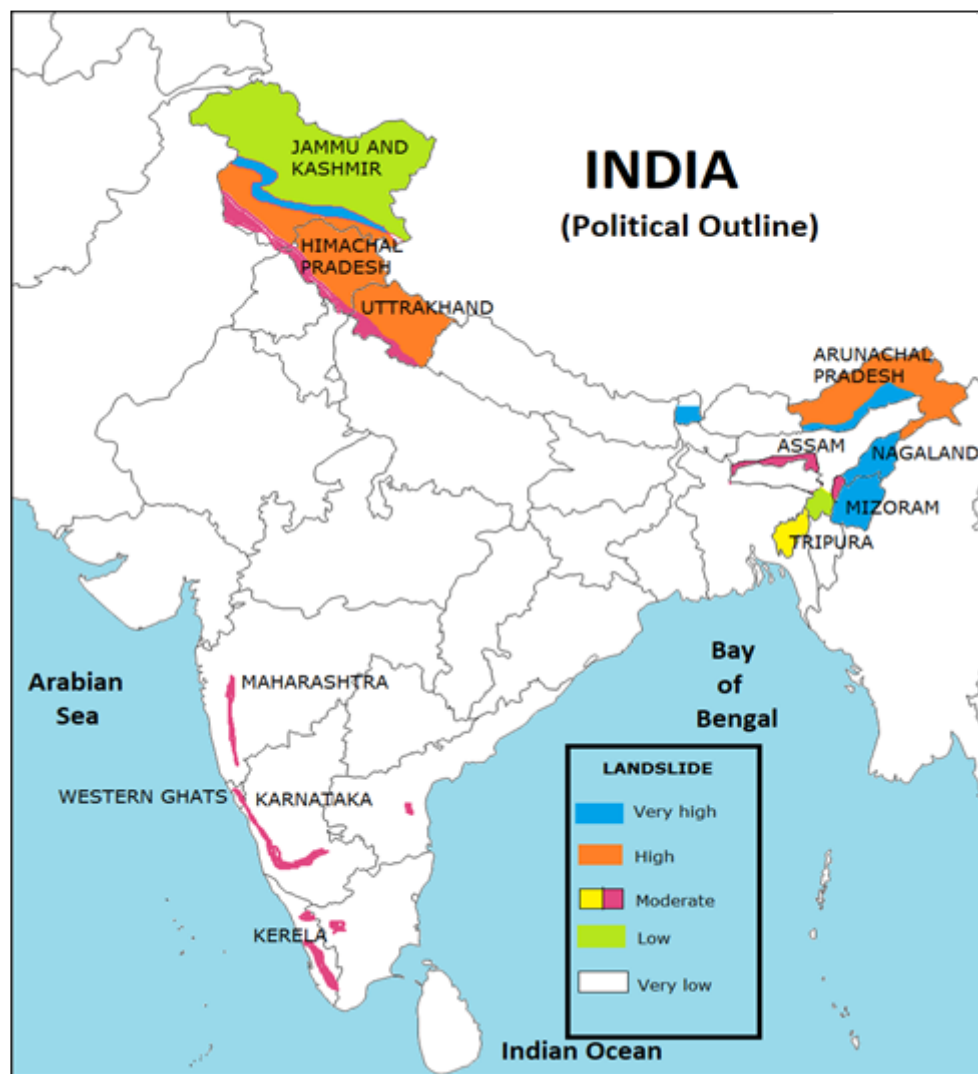 INDIA
(Political Outline)
JAMMU AND
KASHMIR
HIMACHAL
PRADESH
UTTRAKHAND
ARUNACHAL
PRADESH
ASSAM
NAGALAND
MIZORAM
TRIPURA
Arabian
Sea
MAHARASHTRA
Bay
of
Bengal
WESTERN GHATS
KARNATAKA
KERELA
LANDSLIDE
Very high
High
Moderate
Low
Very low
Indian Ocean